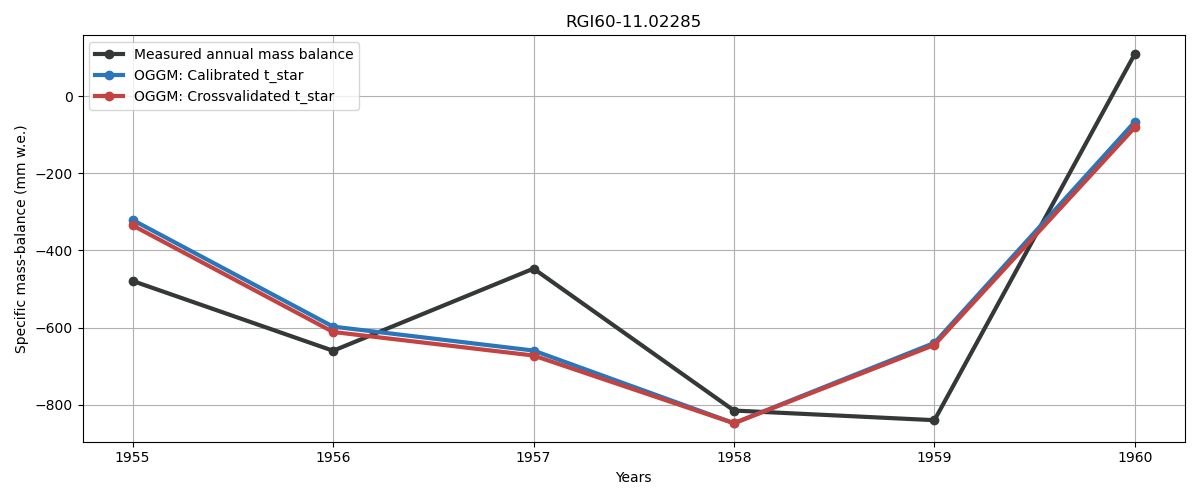 RGI60-11.02285
Measured annual mass balance
OGGM: Calibrated t_star
OGGM: Crossvalidated t_star
Specific mass-balance (mm w.e.)
0
−200
−400
−600
−800
1955 1956 1957 1958 1959 1960
Years